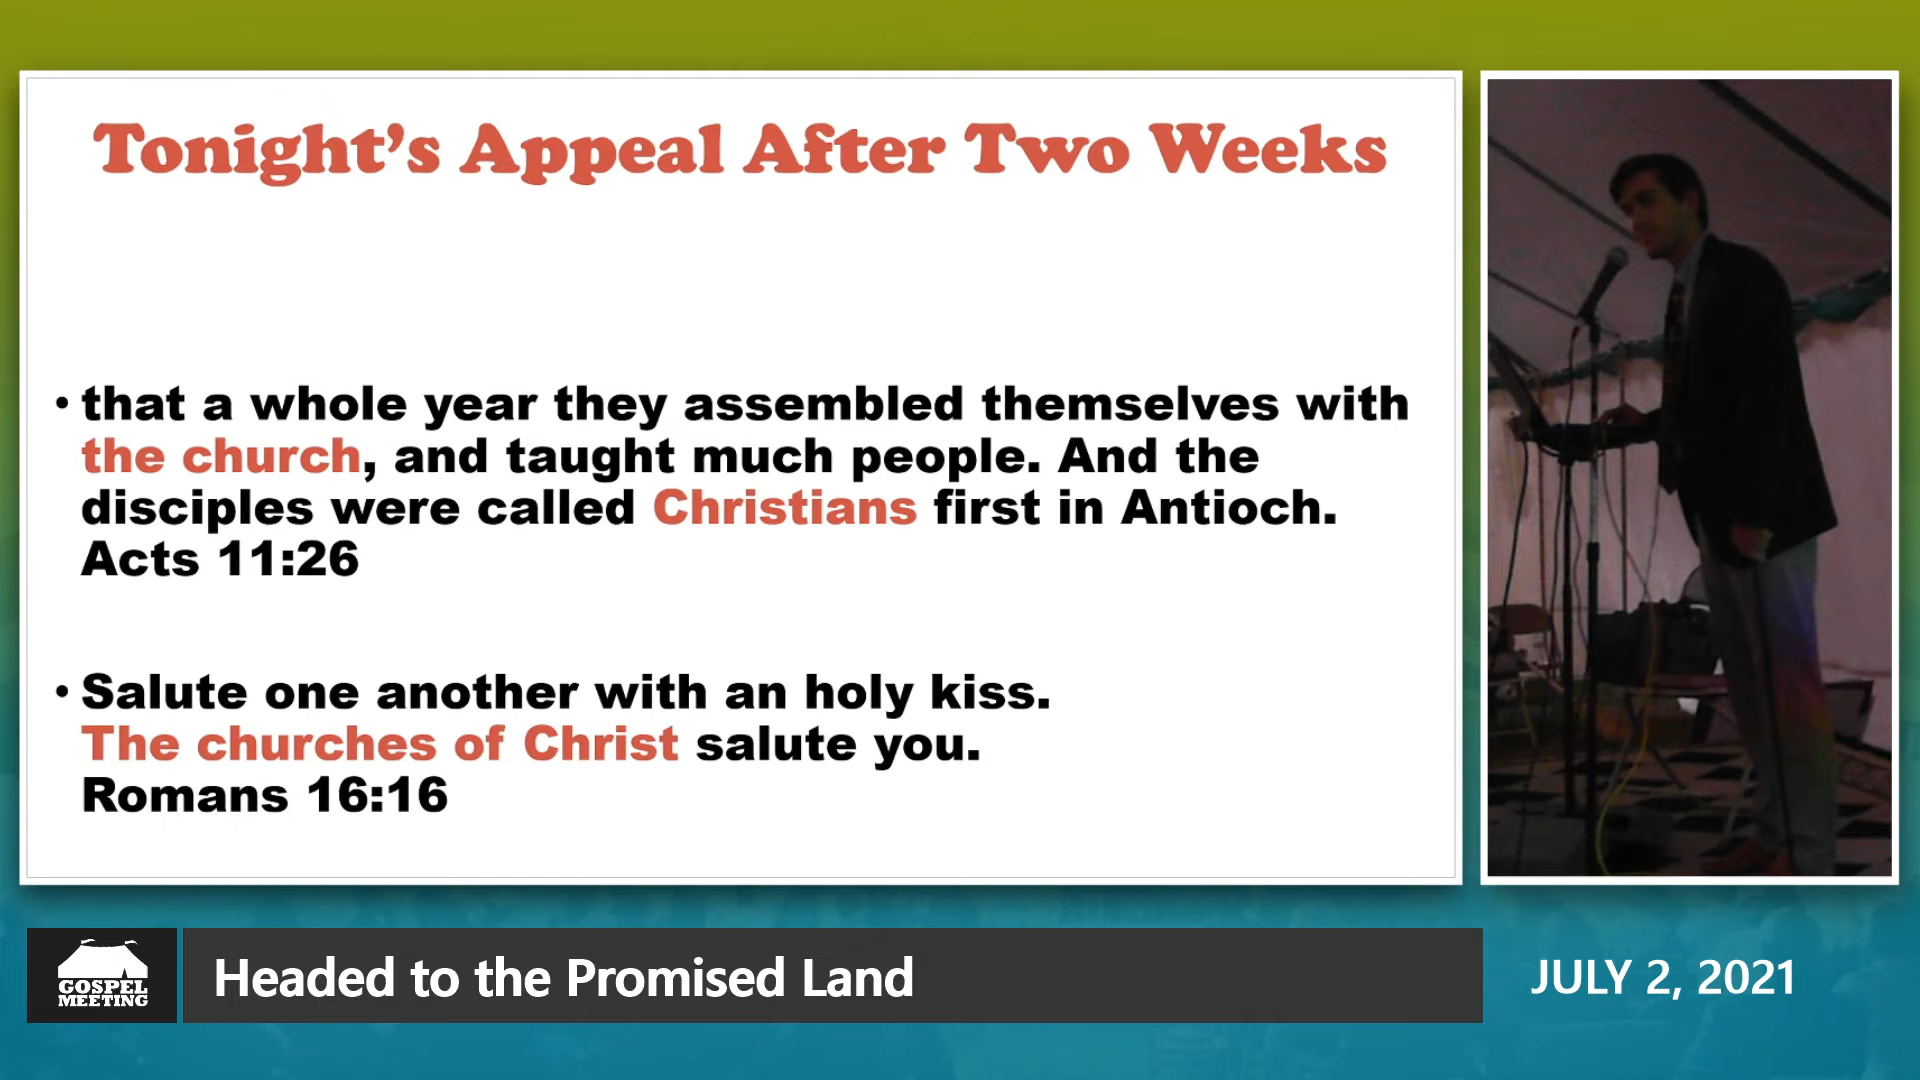 Tonight’s Appeal After Two Weeks
• that a whole year they assembled themselves with
the church, and taught much people. And the
disciples were called Christians first in Antioch.
Acts 11:26
• Salute one another with an holy kiss.
The churches of Christ salute you.
Romans 16:16
GOSPEL
MEETING
Headed to the Promised Land
JULY 2, 2021